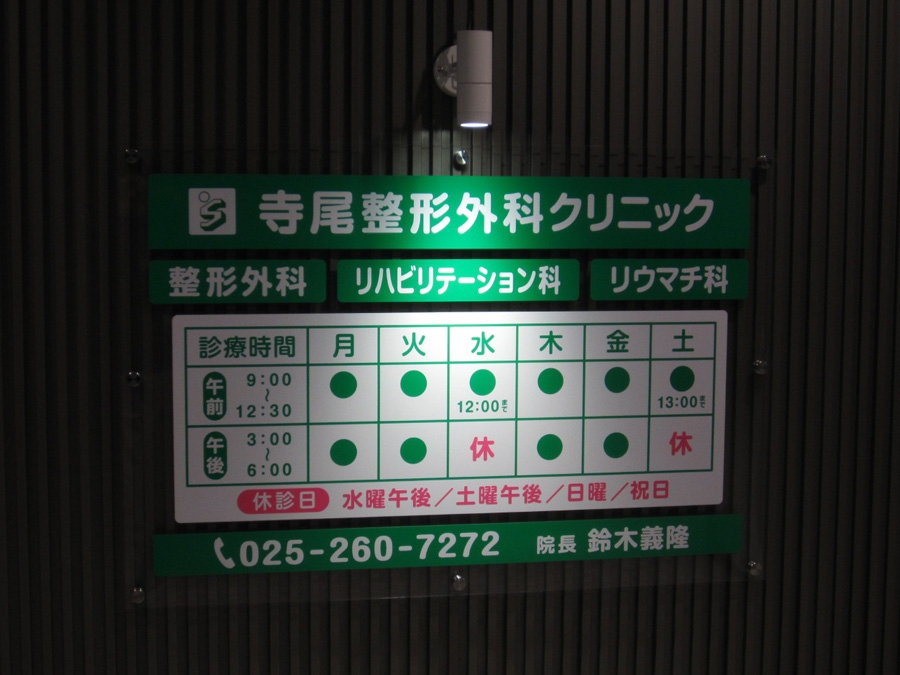 寺尾整形外科クリニック
整形外科 リハビリテーション科 リウマチ科
診療時間 月 火 水 木 金 土
午前 9:00～12:30 ● ● ● 12:00まで ● ● ● 13:00まで
午後 3:00～6:00 ● ● 休 ● ● 休
休診日 水曜午後／土曜午後／日曜／祝日
025-260-7272 院長 鈴木義隆